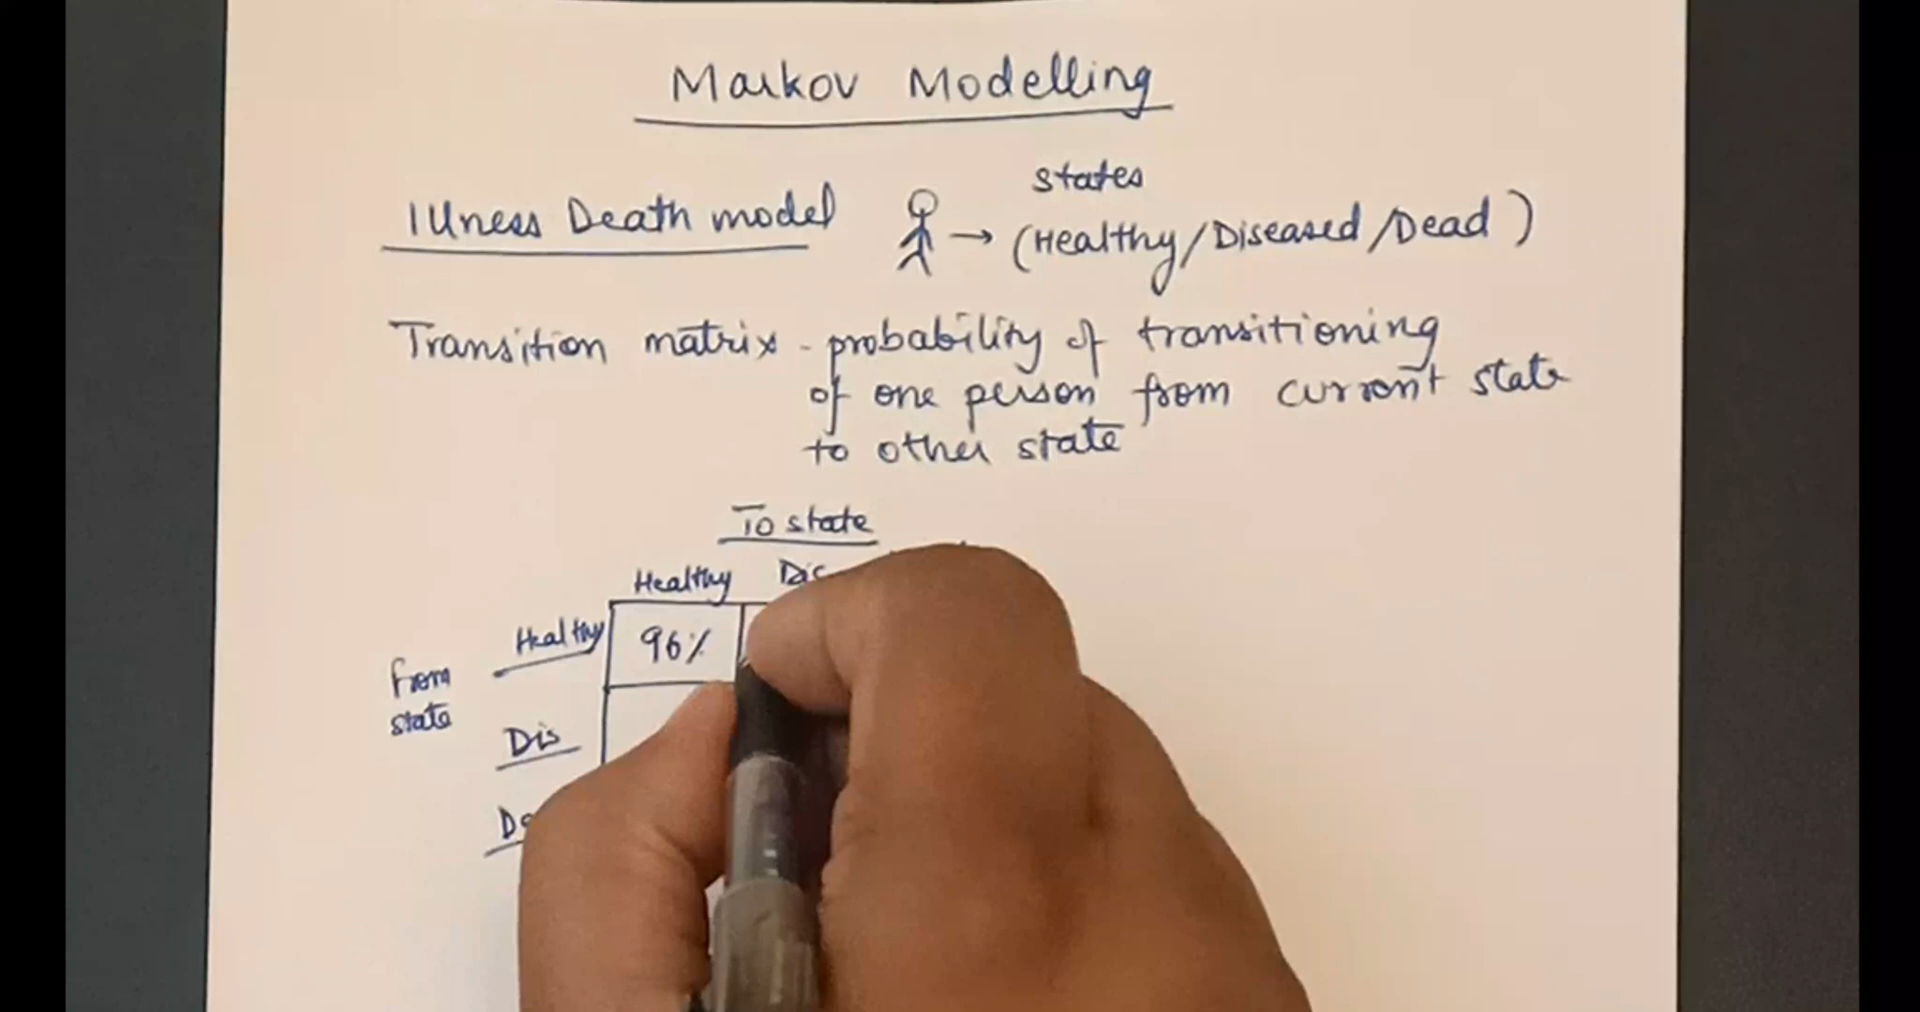 Markov Modelling
Illness Death model
states
(Healthy/Diseased/Dead)
Transition matrix - probability of transitioning
of one person from current state
to other state
To state
Healthy Dis
Healthy 96%
from
state
Dis